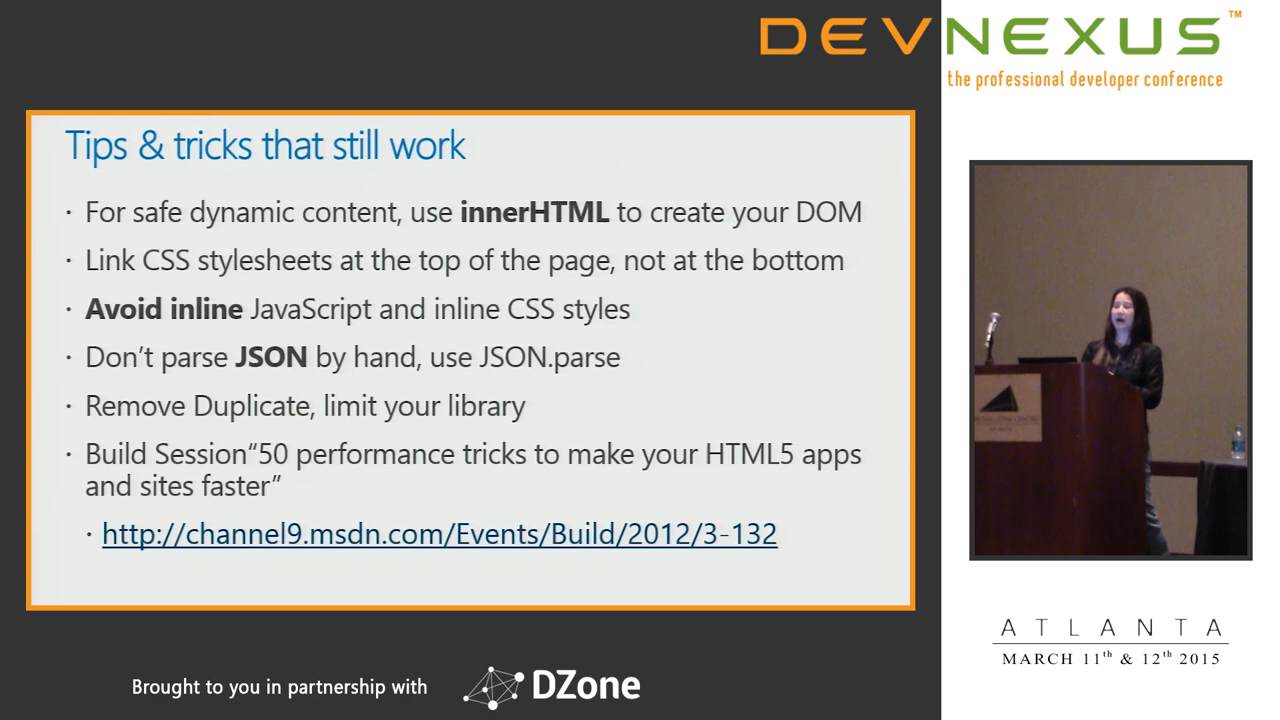 DEVNEXUS™
the professional developer conference
Tips & tricks that still work
· For safe dynamic content, use innerHTML to create your DOM
· Link CSS stylesheets at the top of the page, not at the bottom
· Avoid inline JavaScript and inline CSS styles
· Don’t parse JSON by hand, use JSON.parse
· Remove Duplicate, limit your library
· Build Session“50 performance tricks to make your HTML5 apps
and sites faster”
· http://channel9.msdn.com/Events/Build/2012/3-132
ATLANTA
MARCH 11th & 12th 2015
Brought to you in partnership with
DZone